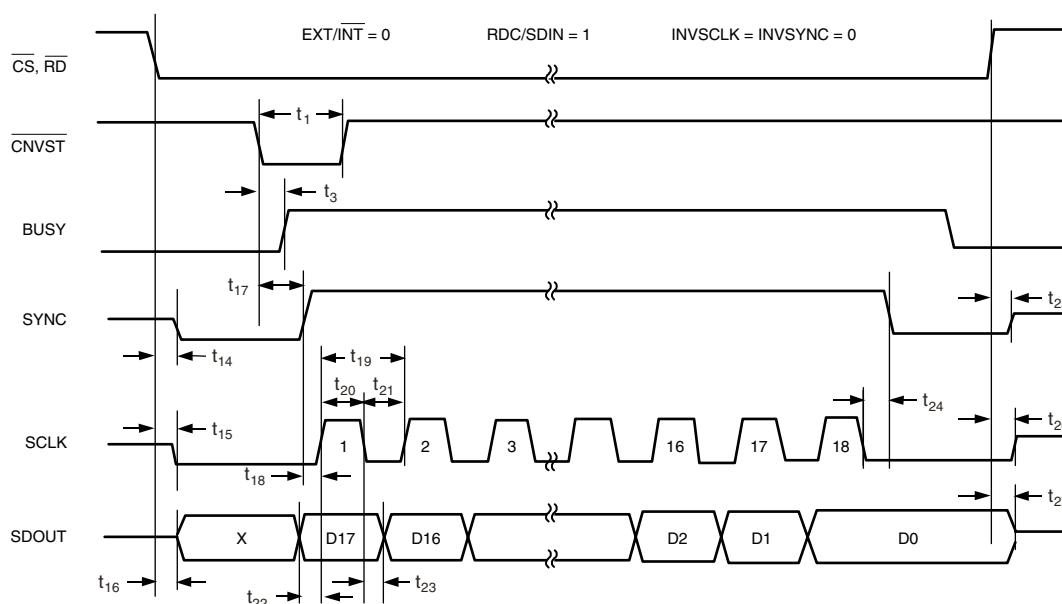 EXT/INT = 0 RDC/SDIN = 1 INVSCLK = INVSYNC = 0
CS, RD
t1
CNVST
t3
BUSY
t17
SYNC
t14
t19
t20 t21
t24
t15
SCLK
1 2 3 16 17 18
t18
SDOUT
X D17 D16 D2 D1 D0
t16
t23